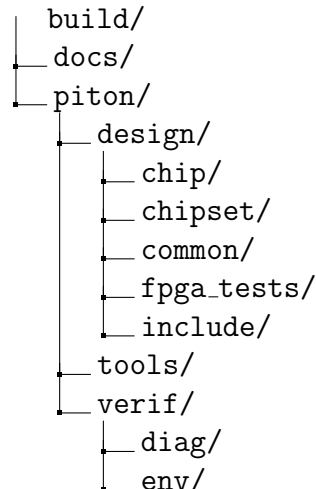 build/
docs/
piton/
design/
chip/
chipset/
common/
fpga_tests/
include/
tools/
verif/
diag/
env/